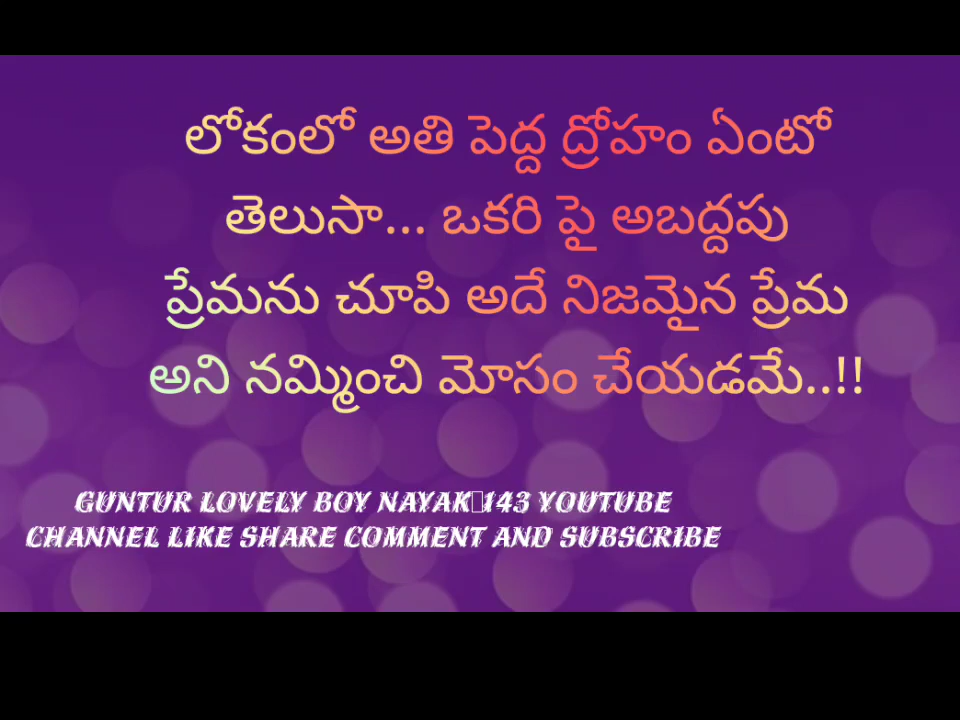 లోకంలో అతి పెద్ద ద్రోహం ఏంటో
తెలుసా... ఒకరి పై అబద్దపు
ప్రేమను చూపి అదే నిజమైన ప్రేమ
అని నమ్మించి మోసం చేయడమే..!!
GUNTUR LOVELY BOY NAYAK▯143 YOUTUBE
CHANNEL LIKE SHARE COMMENT AND SUBSCRIBE